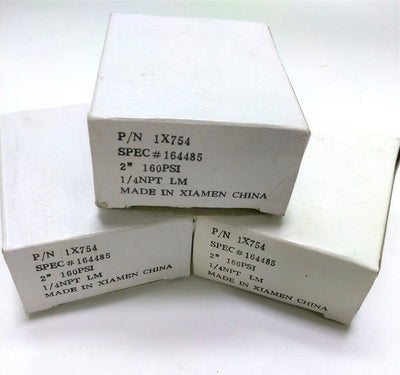 P/N 1X754
SPEC#164485
2" 160PSI
1/4NPT LM
MADE IN XIAMEN CHINA
P/N 1X754
SPEC#164485
2" 160PSI
1/4NPT LM
MADE IN XIAMEN CHINA
P/N 1X754
SPEC#164485
2" 160PSI
1/4NPT LM
MADE IN XIAMEN CHINA